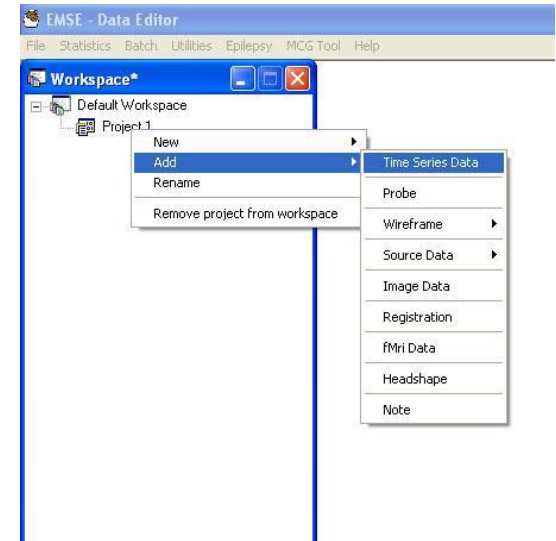 EMSE - Data Editor
File Statistics Batch Utilities Epilepsy MCG Tool Help
Workspace*
Default Workspace
Project 1
New
Add
Rename
Remove project from workspace
Time Series Data
Probe
Wireframe
Source Data
Image Data
Registration
fMri Data
Headshape
Note